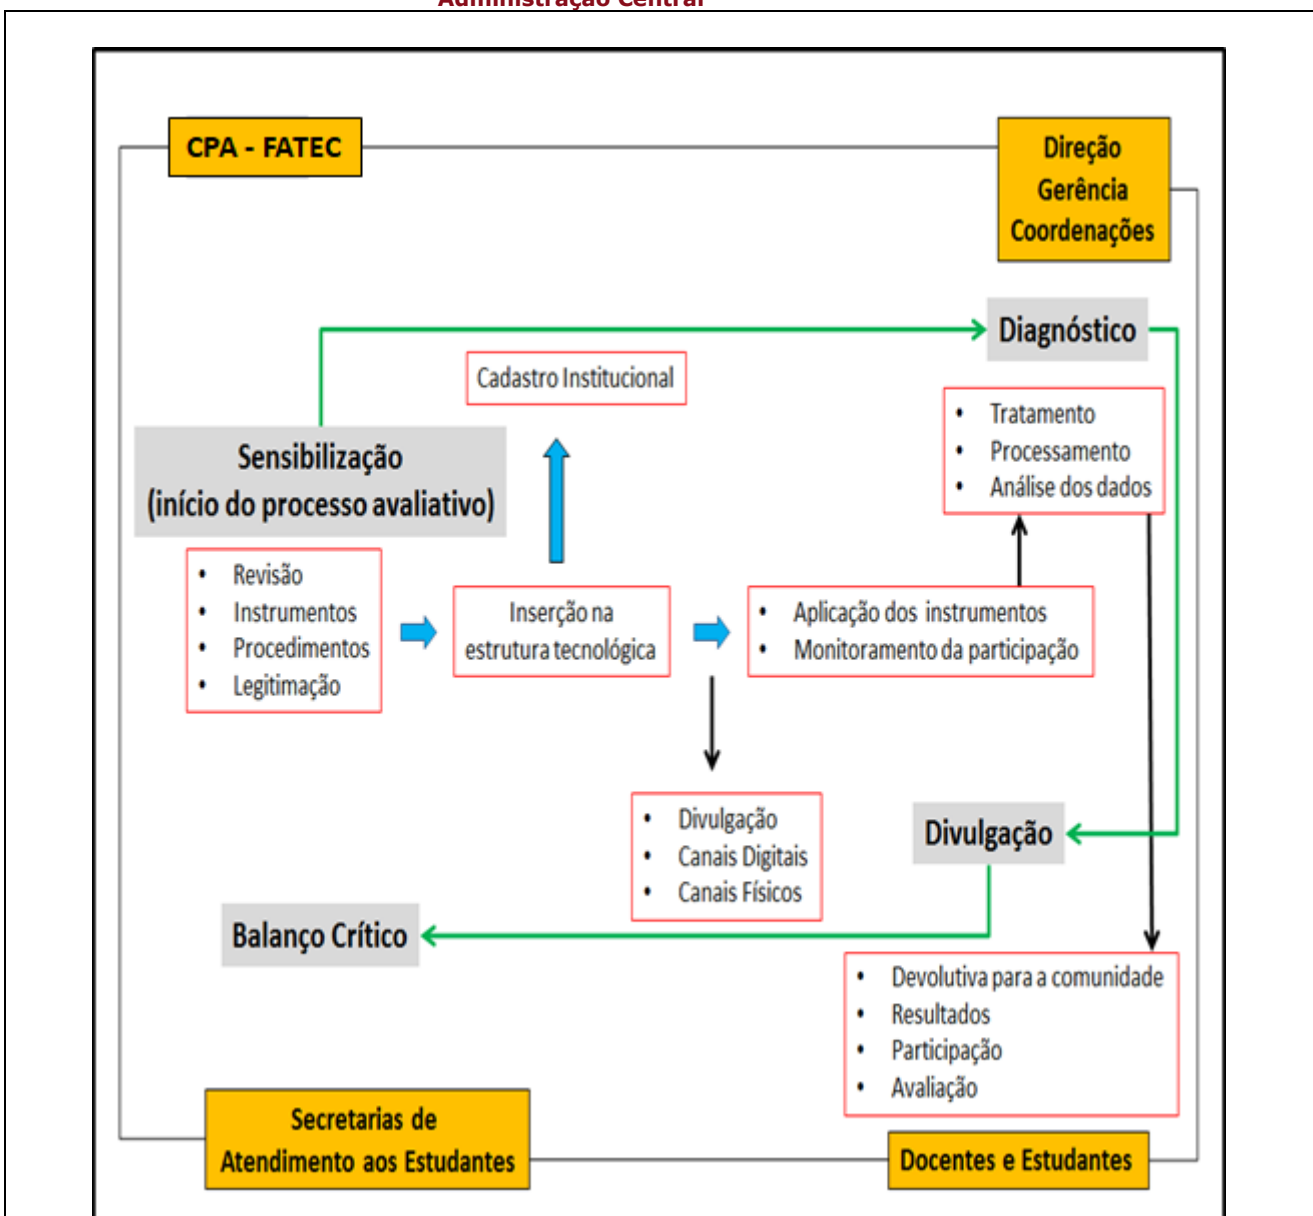 Administração Central
CPA - FATEC
Direção
Gerência
Coordenações
Diagnóstico
Cadastro Institucional
• Tratamento
• Processamento
• Análise dos dados
Sensibilização
(início do processo avaliativo)
• Revisão
• Instrumentos
• Procedimentos
• Legitimação
Inserção na
estrutura tecnológica
• Aplicação dos instrumentos
• Monitoramento da participação
• Divulgação
• Canais Digitais
• Canais Físicos
Divulgação
Balanço Crítico
• Devolutiva para a comunidade
• Resultados
• Participação
• Avaliação
Secretarias de
Atendimento aos Estudantes
Docentes e Estudantes